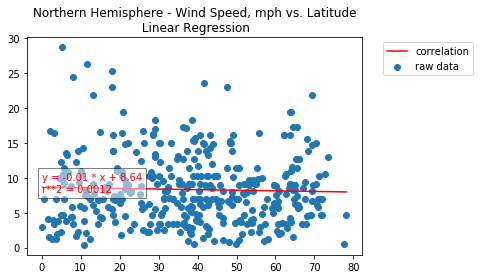 Northern Hemisphere - Wind Speed, mph vs. Latitude
Linear Regression
30
25
20
15
10
5
0
y = -0.01 * x + 8.64
r**2 = 0.0012
0 10 20 30 40 50 60 70 80
correlation
raw data